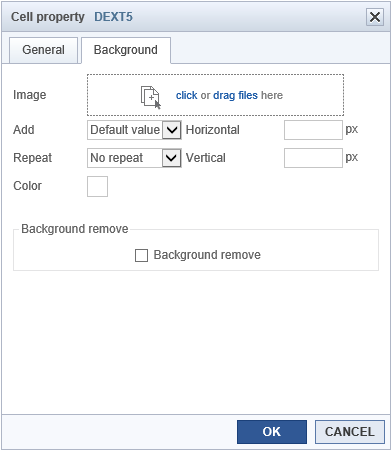 Cell property DEXT5
General Background
Image click or drag files here
Add Default value Horizontal px
Repeat No repeat Vertical px
Color
Background remove
Background remove
OK CANCEL